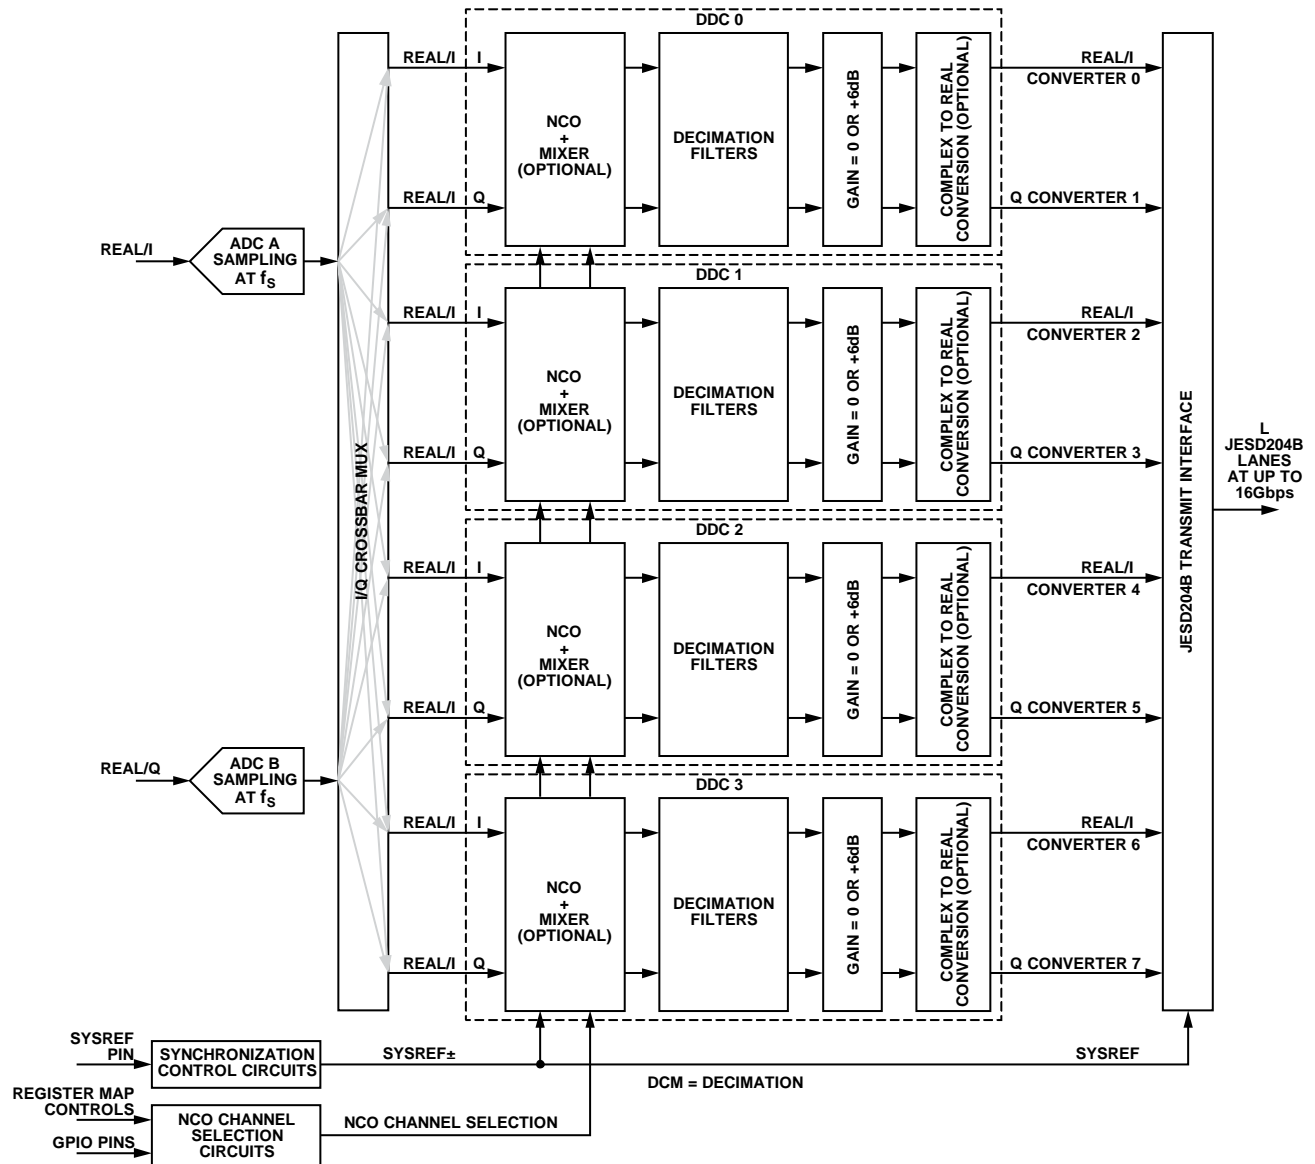 DDC 0
REAL/I I
REAL/I Q
NCO
+
MIXER
(OPTIONAL)
DECIMATION
FILTERS
GAIN = 0 OR +6dB
COMPLEX TO REAL
CONVERSION (OPTIONAL)
REAL/I
CONVERTER 0
Q CONVERTER 1
REAL/I
ADC A
SAMPLING
AT fS
DDC 1
REAL/I I
REAL/I Q
NCO
+
MIXER
(OPTIONAL)
DECIMATION
FILTERS
GAIN = 0 OR +6dB
COMPLEX TO REAL
CONVERSION (OPTIONAL)
REAL/I
CONVERTER 2
Q CONVERTER 3
I/Q CROSSBAR MUX
JESD204B TRANSMIT INTERFACE
L
JESD204B
LANES
AT UP TO
16Gbps
DDC 2
REAL/I I
REAL/I Q
NCO
+
MIXER
(OPTIONAL)
DECIMATION
FILTERS
GAIN = 0 OR +6dB
COMPLEX TO REAL
CONVERSION (OPTIONAL)
REAL/I
CONVERTER 4
Q CONVERTER 5
REAL/Q
ADC B
SAMPLING
AT fS
DDC 3
REAL/I I
REAL/I Q
NCO
+
MIXER
(OPTIONAL)
DECIMATION
FILTERS
GAIN = 0 OR +6dB
COMPLEX TO REAL
CONVERSION (OPTIONAL)
REAL/I
CONVERTER 6
Q CONVERTER 7
SYSREF
PIN
SYNCHRONIZATION
CONTROL CIRCUITS
SYSREF±
SYSREF
DCM = DECIMATION
REGISTER MAP
CONTROLS
GPIO PINS
NCO CHANNEL
SELECTION
CIRCUITS
NCO CHANNEL SELECTION